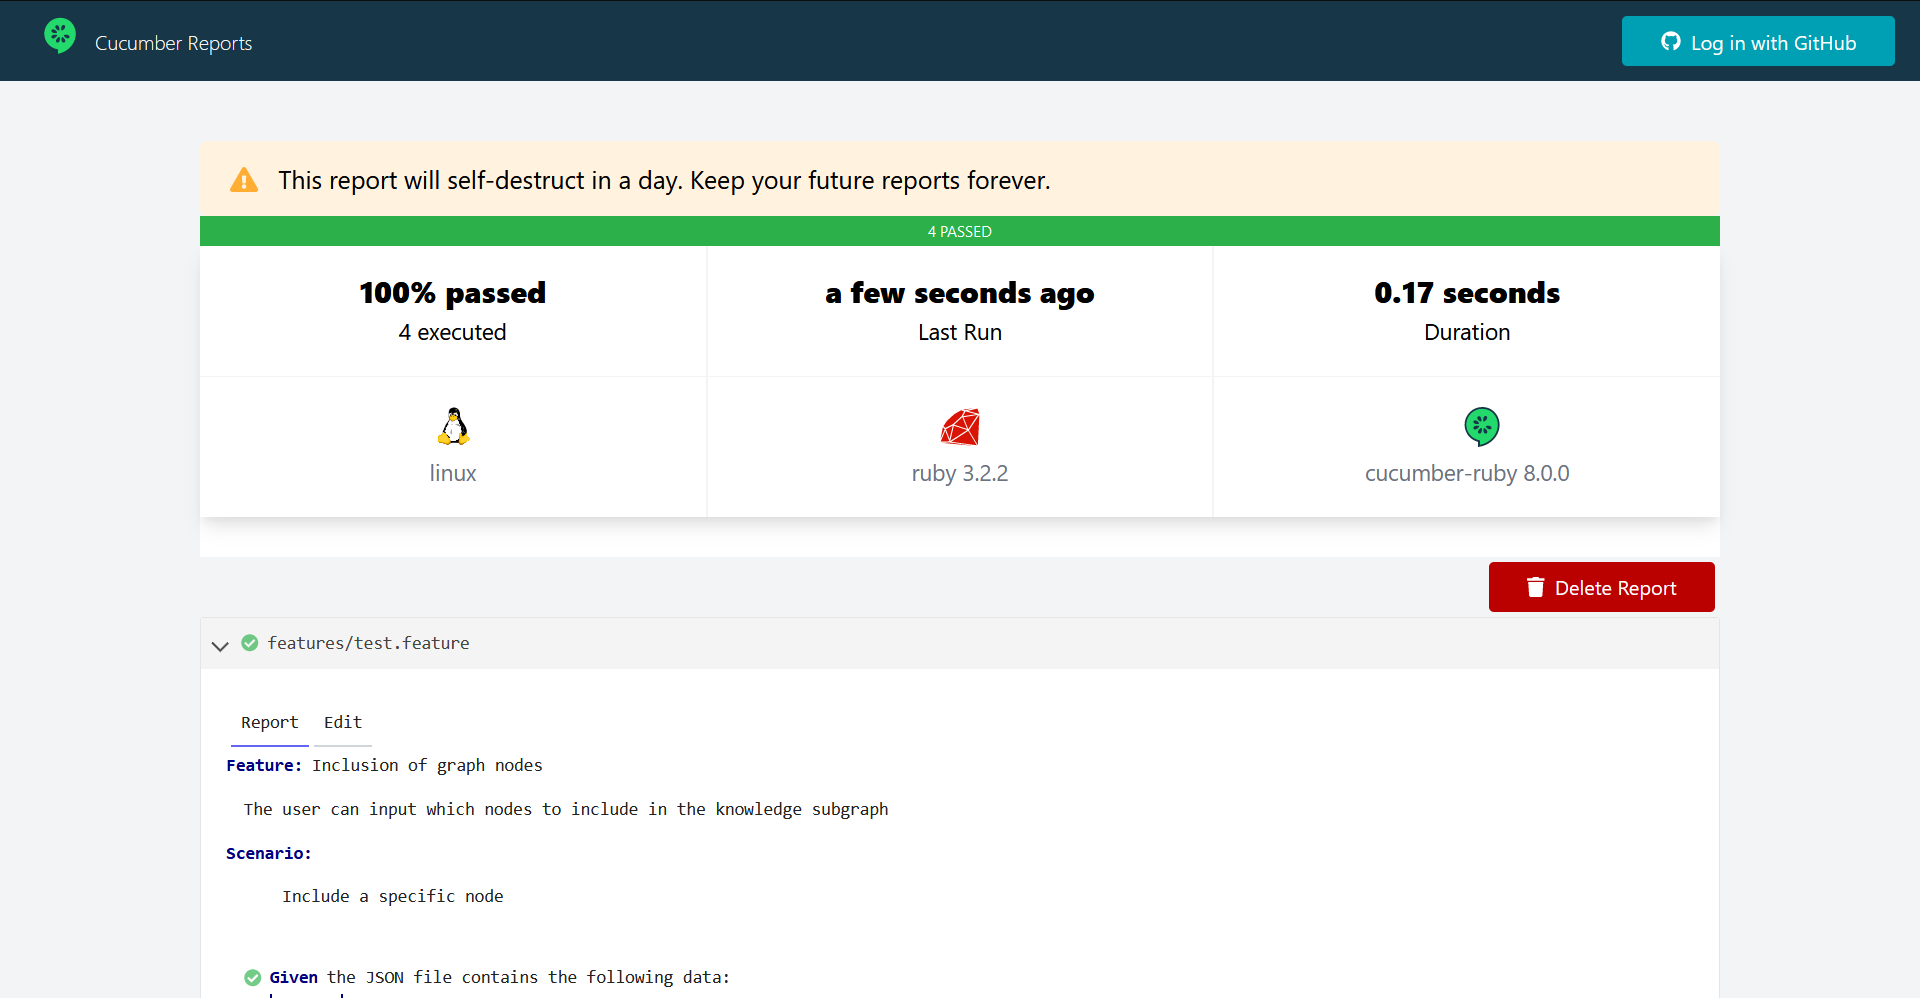 Cucumber Reports
Log in with GitHub
This report will self-destruct in a day. Keep your future reports forever.
4 PASSED
100% passed
4 executed
a few seconds ago
Last Run
0.17 seconds
Duration
linux
ruby 3.2.2
cucumber-ruby 8.0.0
Delete Report
features/test.feature
Report Edit
Feature: Inclusion of graph nodes
The user can input which nodes to include in the knowledge subgraph
Scenario:
Include a specific node
Given the JSON file contains the following data: